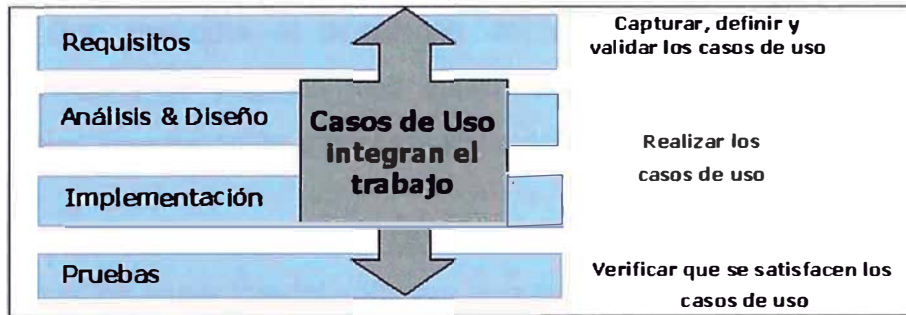 Requisitos
Capturar, definir y
validar los casos de uso
Análisis & Diseño
Casos de Uso
integran el
trabajo
Realizar los
casos de uso
Implementación
Pruebas
Verificar que se satisfacen los
casos de uso